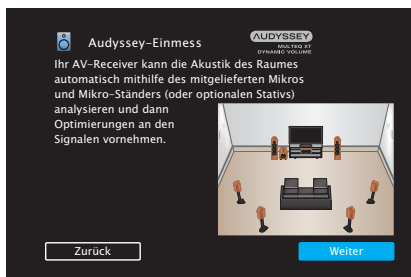 Audyssey-Einmess
AUDYSSEY
MULTEQ XT
DYNAMIC VOLUME
Ihr AV-Receiver kann die Akustik des Raumes
automatisch mithilfe des mitgelieferten Mikros
und Mikro-Ständers (oder optionalen Stativs)
analysieren und dann
Optimierungen an den
Signalen vornehmen.
Zurück
Weiter